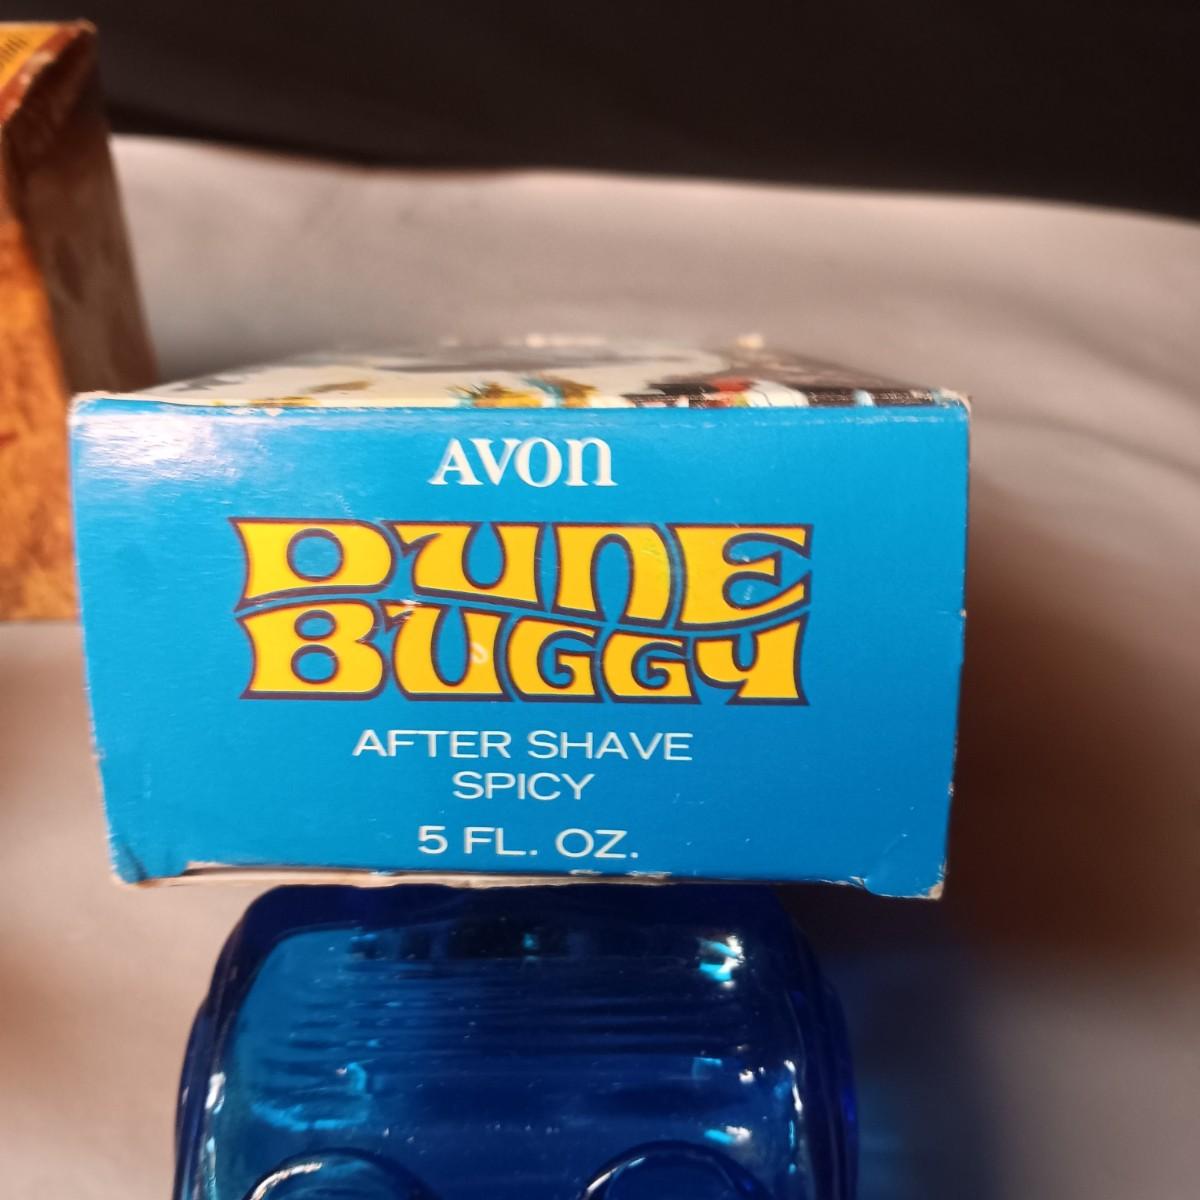 AVON
DUNE
BUGGY
AFTER SHAVE
SPICY
5 FL. OZ.